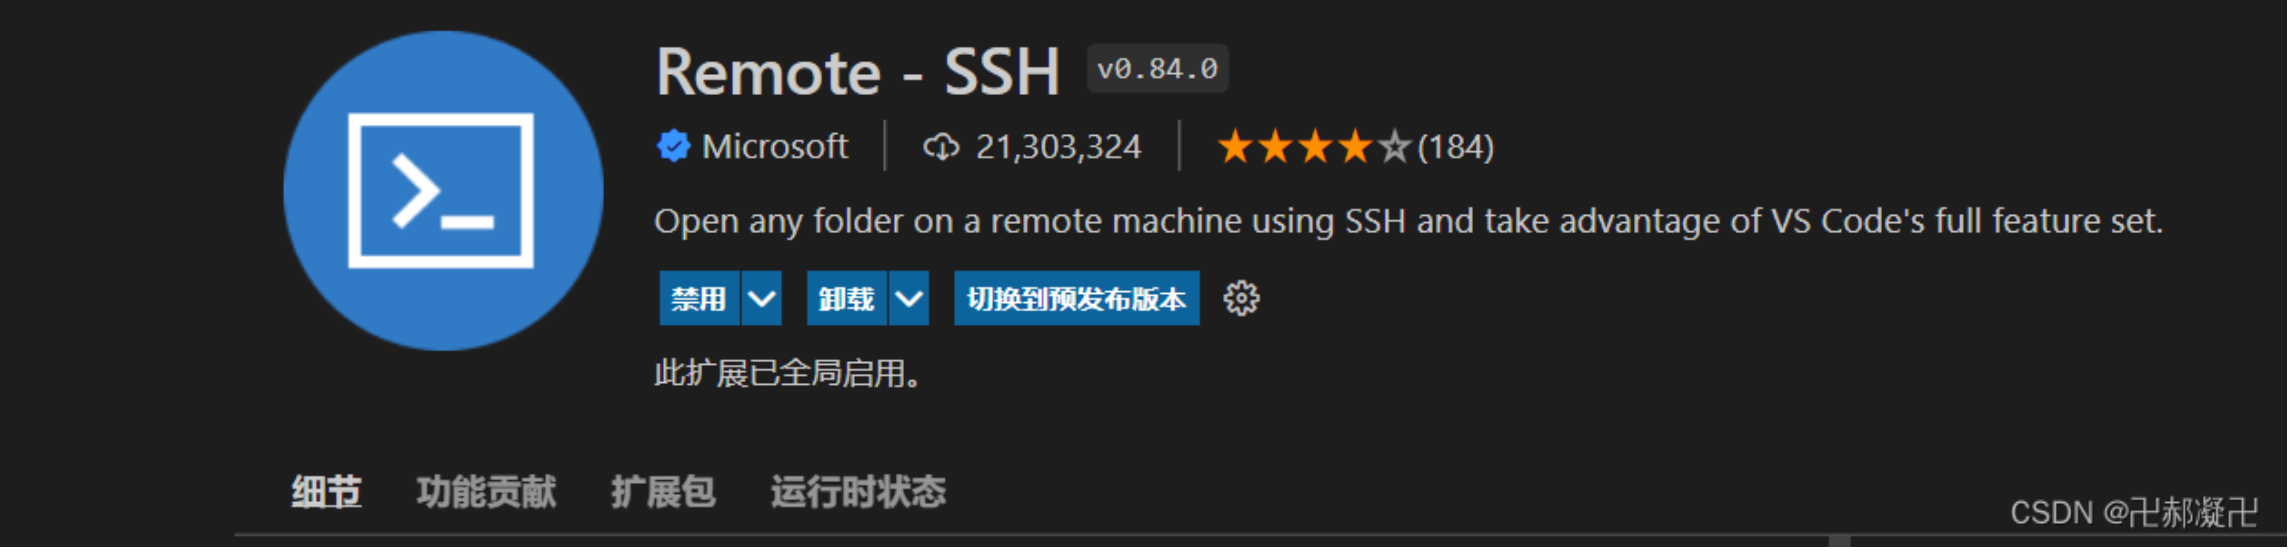 Remote - SSH v0.84.0
Microsoft 21,303,324 (184)
Open any folder on a remote machine using SSH and take advantage of VS Code's full feature set.
禁用 卸载 切换到预发布版本
此扩展已全局启用。
细节 功能贡献 扩展包 运行时状态
CSDN @卍郝凝卍